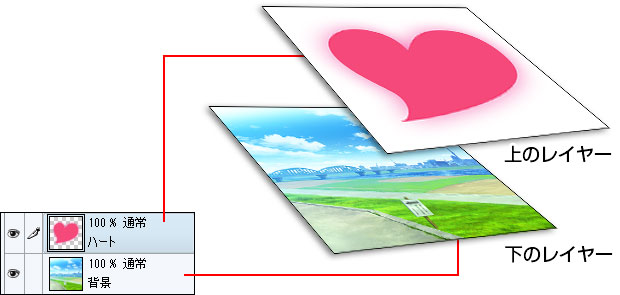 上のレイヤー
下のレイヤー
100 % 通常
ハート
100 % 通常
背景